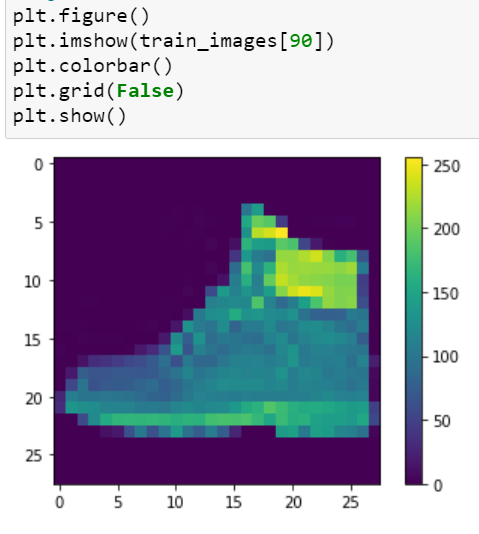 plt.figure()
plt.imshow(train_images[90])
plt.colorbar()
plt.grid(False)
plt.show()
0
5
10
15
20
25
0 5 10 15 20 25
250
200
150
100
50
0